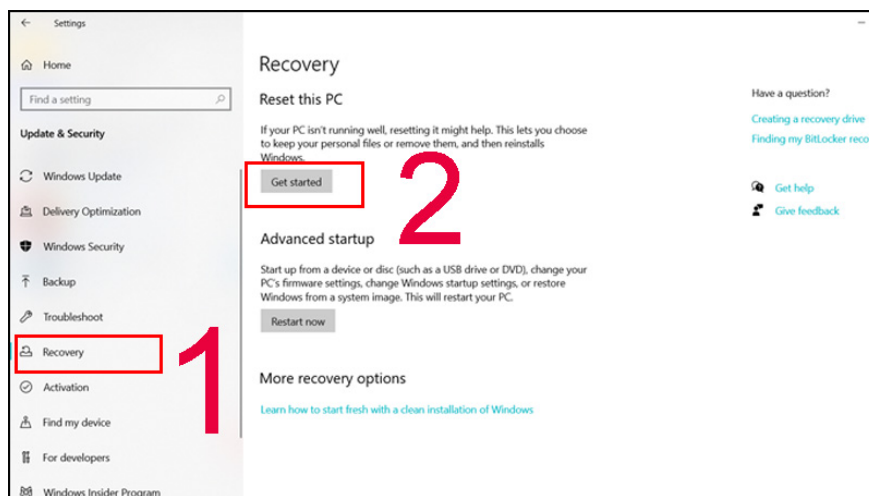 Settings
Home
Find a setting
Update & Security
Windows Update
Delivery Optimization
Windows Security
Backup
Troubleshoot
Recovery
1
Activation
Find my device
For developers
Windows Insider Program
Recovery
Reset this PC
If your PC isn't running well, resetting it might help. This lets you choose
to keep your personal files or remove them, and then reinstalls
Windows.
Get started
2
Advanced startup
Start up from a device or disc (such as a USB drive or DVD), change your
PC's firmware settings, change Windows startup settings, or restore
Windows from a system image. This will restart your PC.
Restart now
More recovery options
Learn how to start fresh with a clean installation of Windows
Have a question?
Creating a recovery drive
Finding my BitLocker reco
Get help
Give feedback